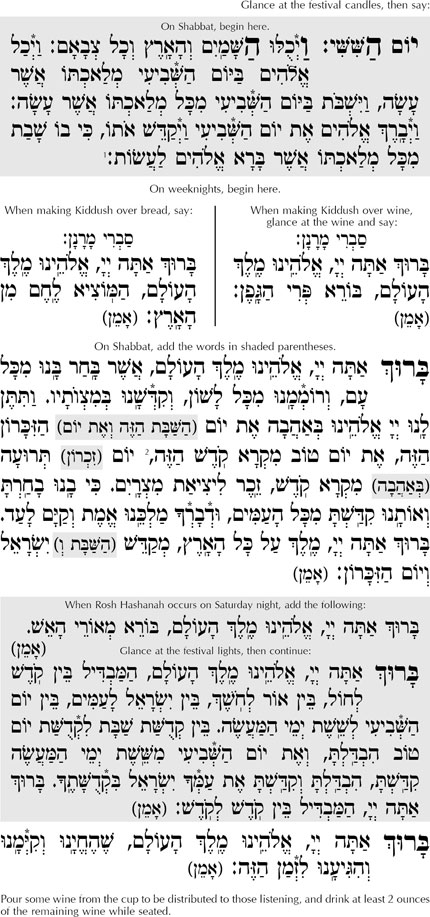 Glance at the festival candles, then say:
On Shabbat, begin here.
יוֹם הַשִּׁשִּׁי: וַיְכֻלּוּ הַשָּׁמַיִם וְהָאָרֶץ וְכָל צְבָאָם: וַיְכַל
אֱלֹהִים בַּיּוֹם הַשְּׁבִיעִי מְלַאכְתּוֹ אֲשֶׁר
עָשָׂה, וַיִּשְׁבֹּת בַּיּוֹם הַשְּׁבִיעִי מִכָּל מְלַאכְתּוֹ אֲשֶׁר עָשָׂה:
וַיְבָרֶךְ אֱלֹהִים אֶת יוֹם הַשְּׁבִיעִי וַיְקַדֵּשׁ אֹתוֹ, כִּי בוֹ שָׁבַת
מִכָּל מְלַאכְתּוֹ אֲשֶׁר בָּרָא אֱלֹהִים לַעֲשׂוֹת:¹
On weeknights, begin here.
When making Kiddush over wine,
glance at the wine and say:
סַבְרִי מָרָנָן:
בָּרוּךְ אַתָּה יְיָ, אֱלֹהֵינוּ מֶלֶךְ
הָעוֹלָם, בּוֹרֵא פְּרִי הַגָּפֶן:
(אָמֵן)
When making Kiddush over bread, say:
סַבְרִי מָרָנָן:
בָּרוּךְ אַתָּה יְיָ, אֱלֹהֵינוּ מֶלֶךְ
הָעוֹלָם, הַמּוֹצִיא לֶחֶם מִן
הָאָרֶץ: (אָמֵן)
On Shabbat, add the words in shaded parentheses.
בָּרוּךְ אַתָּה יְיָ, אֱלֹהֵינוּ מֶלֶךְ הָעוֹלָם, אֲשֶׁר בָּחַר בָּנוּ מִכָּל
עָם, וְרוֹמְמָנוּ מִכָּל לָשׁוֹן, וְקִדְּשָׁנוּ בְּמִצְוֹתָיו. וַתִּתֶּן
לָנוּ יְיָ אֱלֹהֵינוּ בְּאַהֲבָה אֶת יוֹם (הַשַּׁבָּת הַזֶּה וְאֶת יוֹם) הַזִּכָּרוֹן
הַזֶּה, אֶת יוֹם טוֹב מִקְרָא קֹדֶשׁ הַזֶּה,² יוֹם (זִכְרוֹן) תְּרוּעָה
(בְּאַהֲבָה) מִקְרָא קֹדֶשׁ, זֵכֶר לִיצִיאַת מִצְרָיִם. כִּי בָנוּ בָחַרְתָּ
וְאוֹתָנוּ קִדַּשְׁתָּ מִכָּל הָעַמִּים, וּדְבָרְךָ מַלְכֵּנוּ אֱמֶת וְקַיָּם לָעַד.
בָּרוּךְ אַתָּה יְיָ, מֶלֶךְ עַל כָּל הָאָרֶץ, מְקַדֵּשׁ (הַשַּׁבָּת וְ) יִשְׂרָאֵל
וְיוֹם הַזִּכָּרוֹן: (אָמֵן)
When Rosh Hashanah occurs on Saturday night, add the following:
בָּרוּךְ אַתָּה יְיָ, אֱלֹהֵינוּ מֶלֶךְ הָעוֹלָם, בּוֹרֵא מְאוֹרֵי הָאֵשׁ.
(אָמֵן)
Glance at the festival lights, then continue:
בָּרוּךְ אַתָּה יְיָ, אֱלֹהֵינוּ מֶלֶךְ הָעוֹלָם, הַמַּבְדִּיל בֵּין קֹדֶשׁ
לְחוֹל, בֵּין אוֹר לְחֹשֶׁךְ, בֵּין יִשְׂרָאֵל לָעַמִּים, בֵּין יוֹם
הַשְּׁבִיעִי לְשֵׁשֶׁת יְמֵי הַמַּעֲשֶׂה. בֵּין קְדֻשַּׁת שַׁבָּת לִקְדֻשַּׁת יוֹם
טוֹב הִבְדַּלְתָּ, וְאֶת יוֹם הַשְּׁבִיעִי מִשֵּׁשֶׁת יְמֵי הַמַּעֲשֶׂה
קִדַּשְׁתָּ, הִבְדַּלְתָּ וְקִדַּשְׁתָּ אֶת עַמְּךָ יִשְׂרָאֵל בִּקְדֻשָּׁתֶךָ. בָּרוּךְ
אַתָּה יְיָ, הַמַּבְדִּיל בֵּין קֹדֶשׁ לְקֹדֶשׁ: (אָמֵן)
בָּרוּךְ אַתָּה יְיָ, אֱלֹהֵינוּ מֶלֶךְ הָעוֹלָם, שֶׁהֶחֱיָנוּ וְקִיְּמָנוּ
וְהִגִּיעָנוּ לִזְמַן הַזֶּה: (אָמֵן)
Pour some wine from the cup to be distributed to those listening, and drink at least 2 ounces
of the remaining wine while seated.